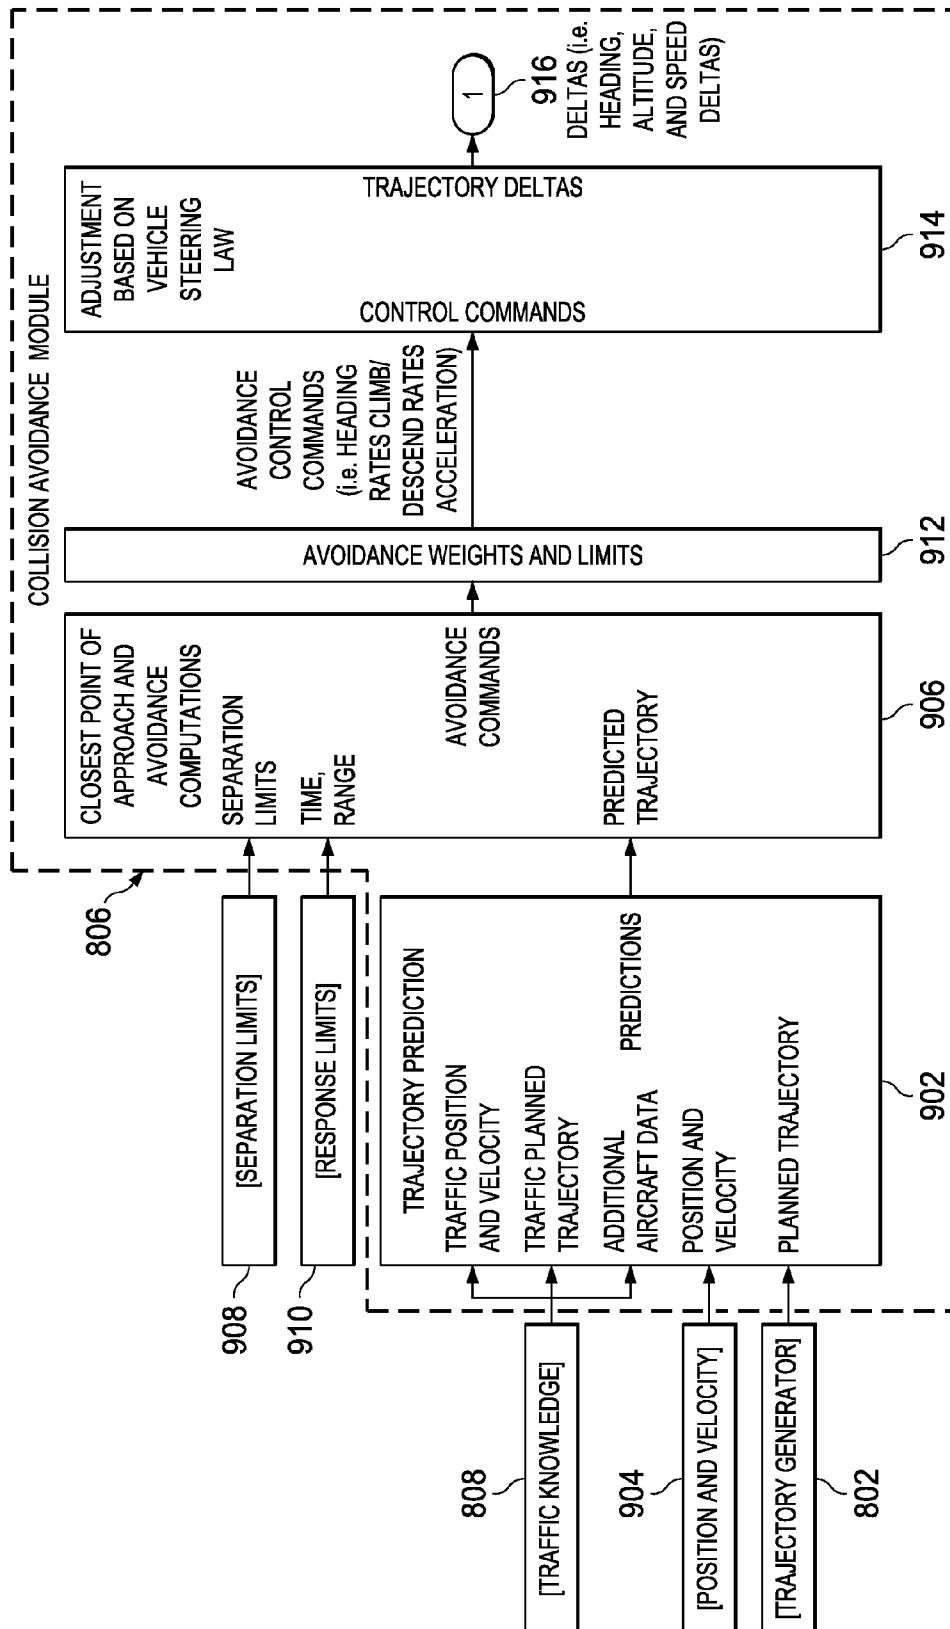 COLLISION AVOIDANCE MODULE
806
[SEPARATION LIMITS]
908
[RESPONSE LIMITS]
910
[TRAFFIC KNOWLEDGE]
808
[POSITION AND VELOCITY]
904
[TRAJECTORY GENERATOR]
802
TRAJECTORY PREDICTION
TRAFFIC POSITION
AND VELOCITY
TRAFFIC PLANNED
TRAJECTORY
ADDITIONAL
AIRCRAFT DATA
PREDICTIONS
POSITION AND
VELOCITY
PLANNED TRAJECTORY
902
CLOSEST POINT OF
APPROACH AND
AVOIDANCE
COMPUTATIONS
SEPARATION
LIMITS
TIME,
RANGE
AVOIDANCE
COMMANDS
PREDICTED
TRAJECTORY
906
AVOIDANCE WEIGHTS AND LIMITS
912
AVOIDANCE
CONTROL
COMMANDS
(i.e. HEADING
RATES CLIMB/
DESCEND RATES
ACCELERATION)
ADJUSTMENT
BASED ON
VEHICLE
STEERING
LAW
CONTROL COMMANDS
TRAJECTORY DELTAS
914
1
916
DELTAS (i.e.
HEADING,
ALTITUDE,
AND SPEED
DELTAS)